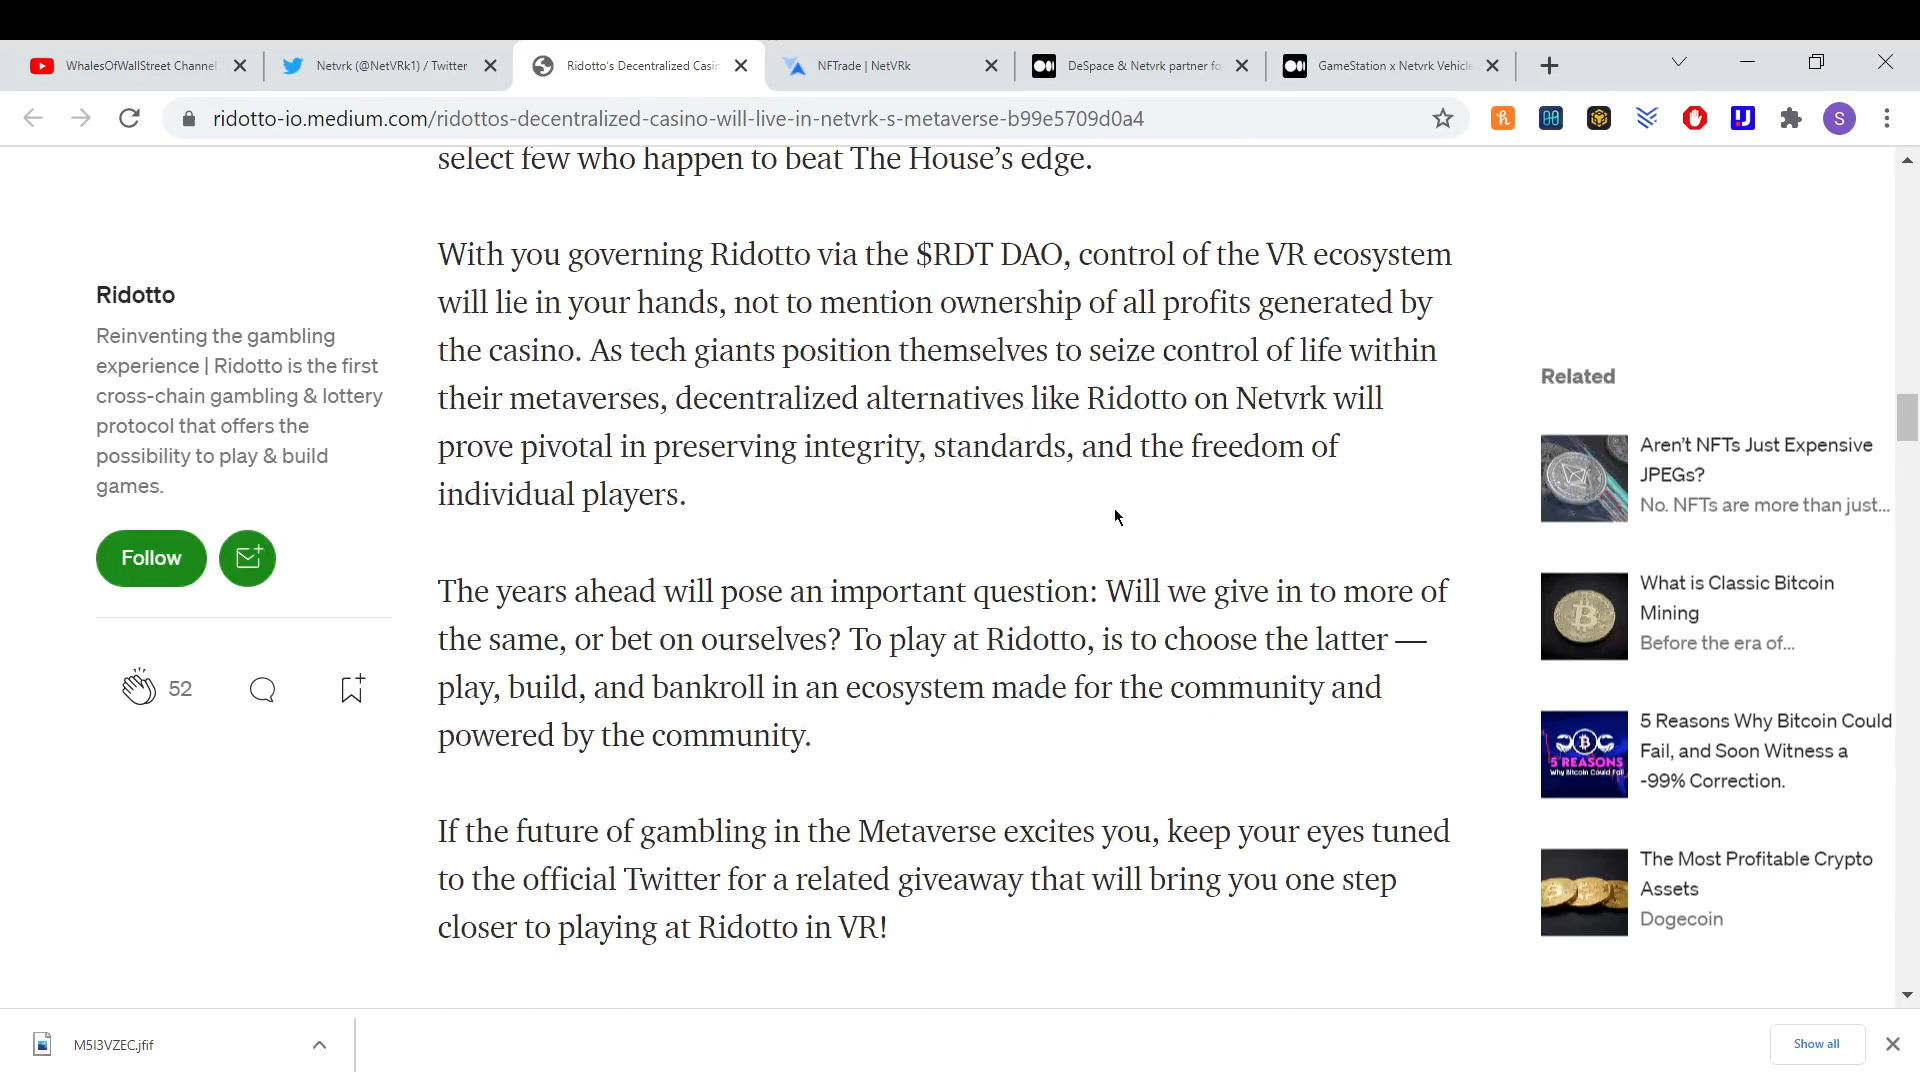 WhalesOfWallStreet Channel
Netvrk (@NetVRk1) / Twitter
Ridotto's Decentralized Casin
NFTrade | NetVRk
DeSpace & Netvrk partner fo
GameStation x Netvrk Vehicle
ridotto-io.medium.com/ridottos-decentralized-casino-will-live-in-netvrk-s-metaverse-b99e5709d0a4
S
select few who happen to beat The House's edge.
With you governing Ridotto via the $RDT DAO, control of the VR ecosystem
will lie in your hands, not to mention ownership of all profits generated by
the casino. As tech giants position themselves to seize control of life within
their metaverses, decentralized alternatives like Ridotto on Netvrk will
prove pivotal in preserving integrity, standards, and the freedom of
individual players.
The years ahead will pose an important question: Will we give in to more of
the same, or bet on ourselves? To play at Ridotto, is to choose the latter —
play, build, and bankroll in an ecosystem made for the community and
powered by the community.
If the future of gambling in the Metaverse excites you, keep your eyes tuned
to the official Twitter for a related giveaway that will bring you one step
closer to playing at Ridotto in VR!
Ridotto
Reinventing the gambling
experience | Ridotto is the first
cross-chain gambling & lottery
protocol that offers the
possibility to play & build
games.
Follow
52
Related
Aren't NFTs Just Expensive
JPEGs?
No. NFTs are more than just...
What is Classic Bitcoin
Mining
Before the era of...
5 REASONS
Why Bitcoin Could Fail
5 Reasons Why Bitcoin Could
Fail, and Soon Witness a
-99% Correction.
The Most Profitable Crypto
Assets
Dogecoin
M5I3VZEC.jfif
Show all